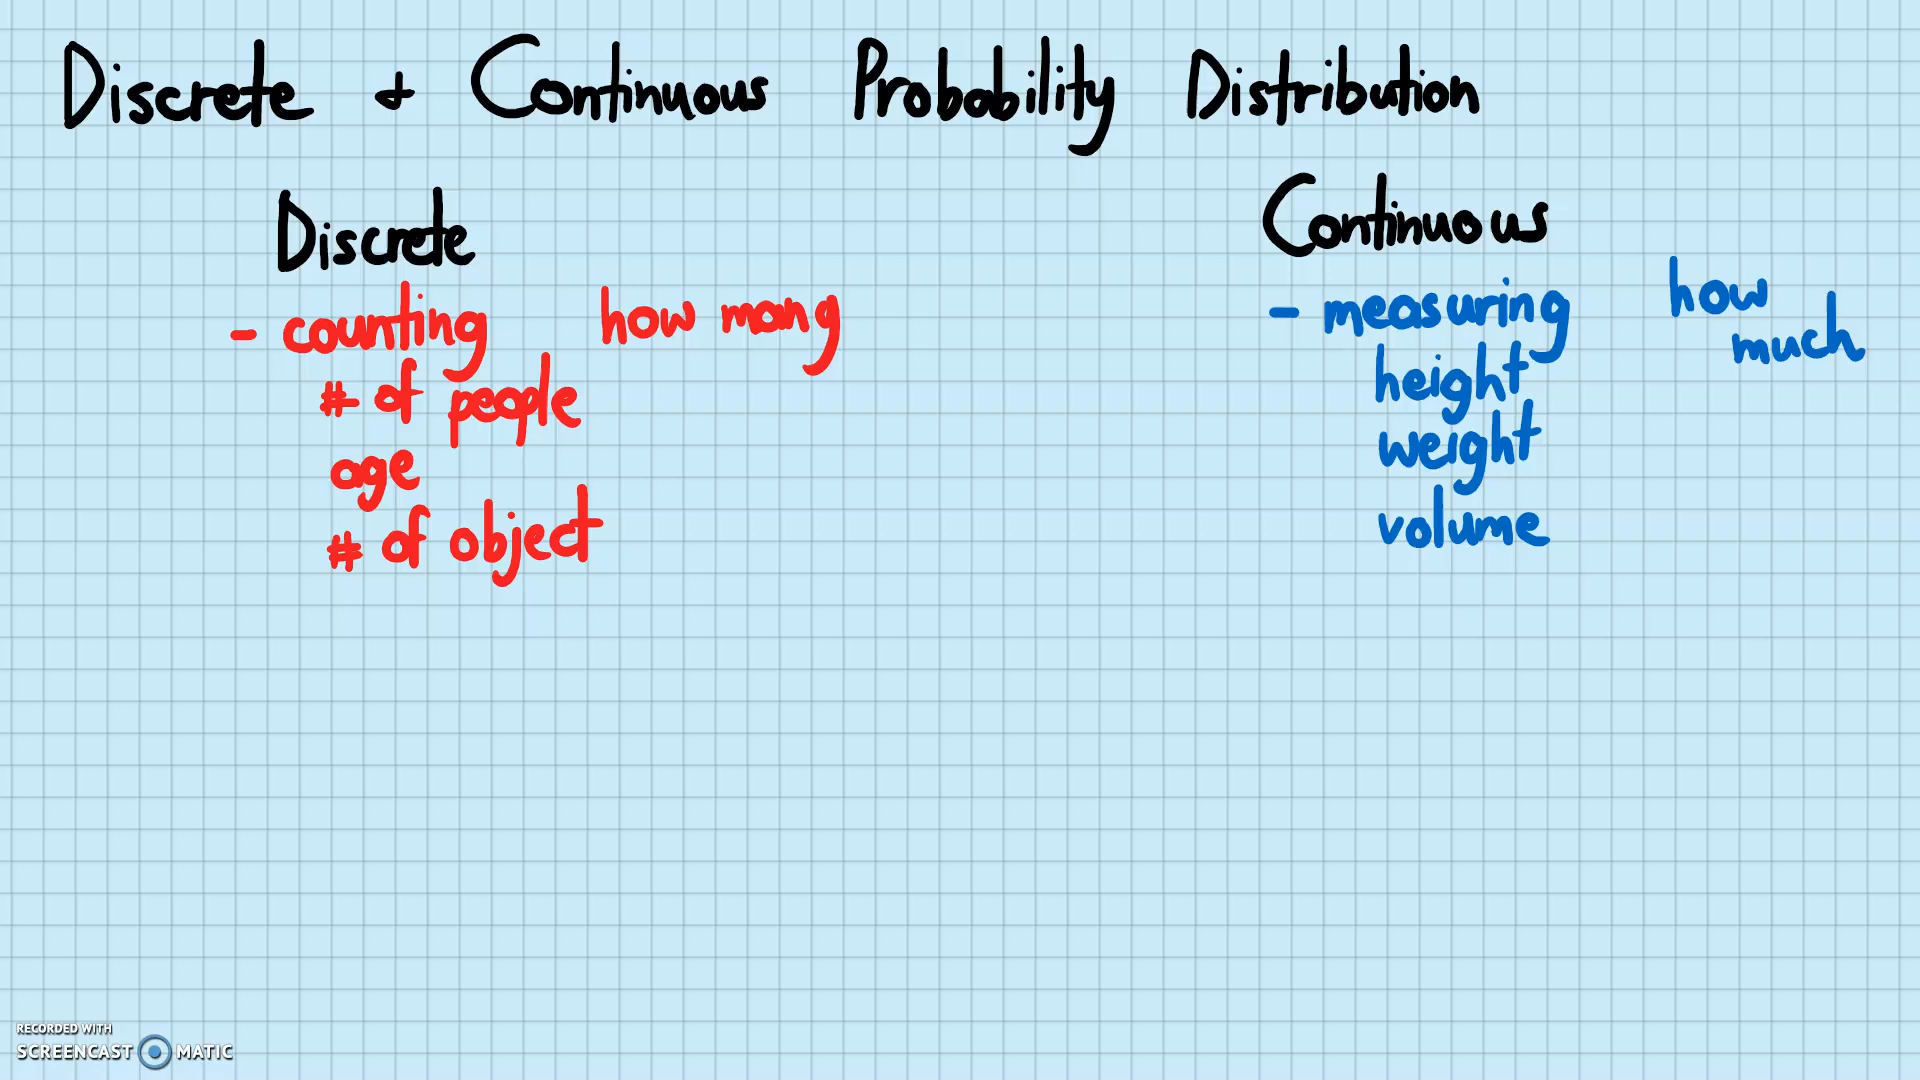 Discrete + Continuous Probability Distribution
Discrete
- counting how many
# of people
age
# of object
Continuous
- measuring how much
height
weight
volume
RECORDED WITH
SCREENCAST MATIC